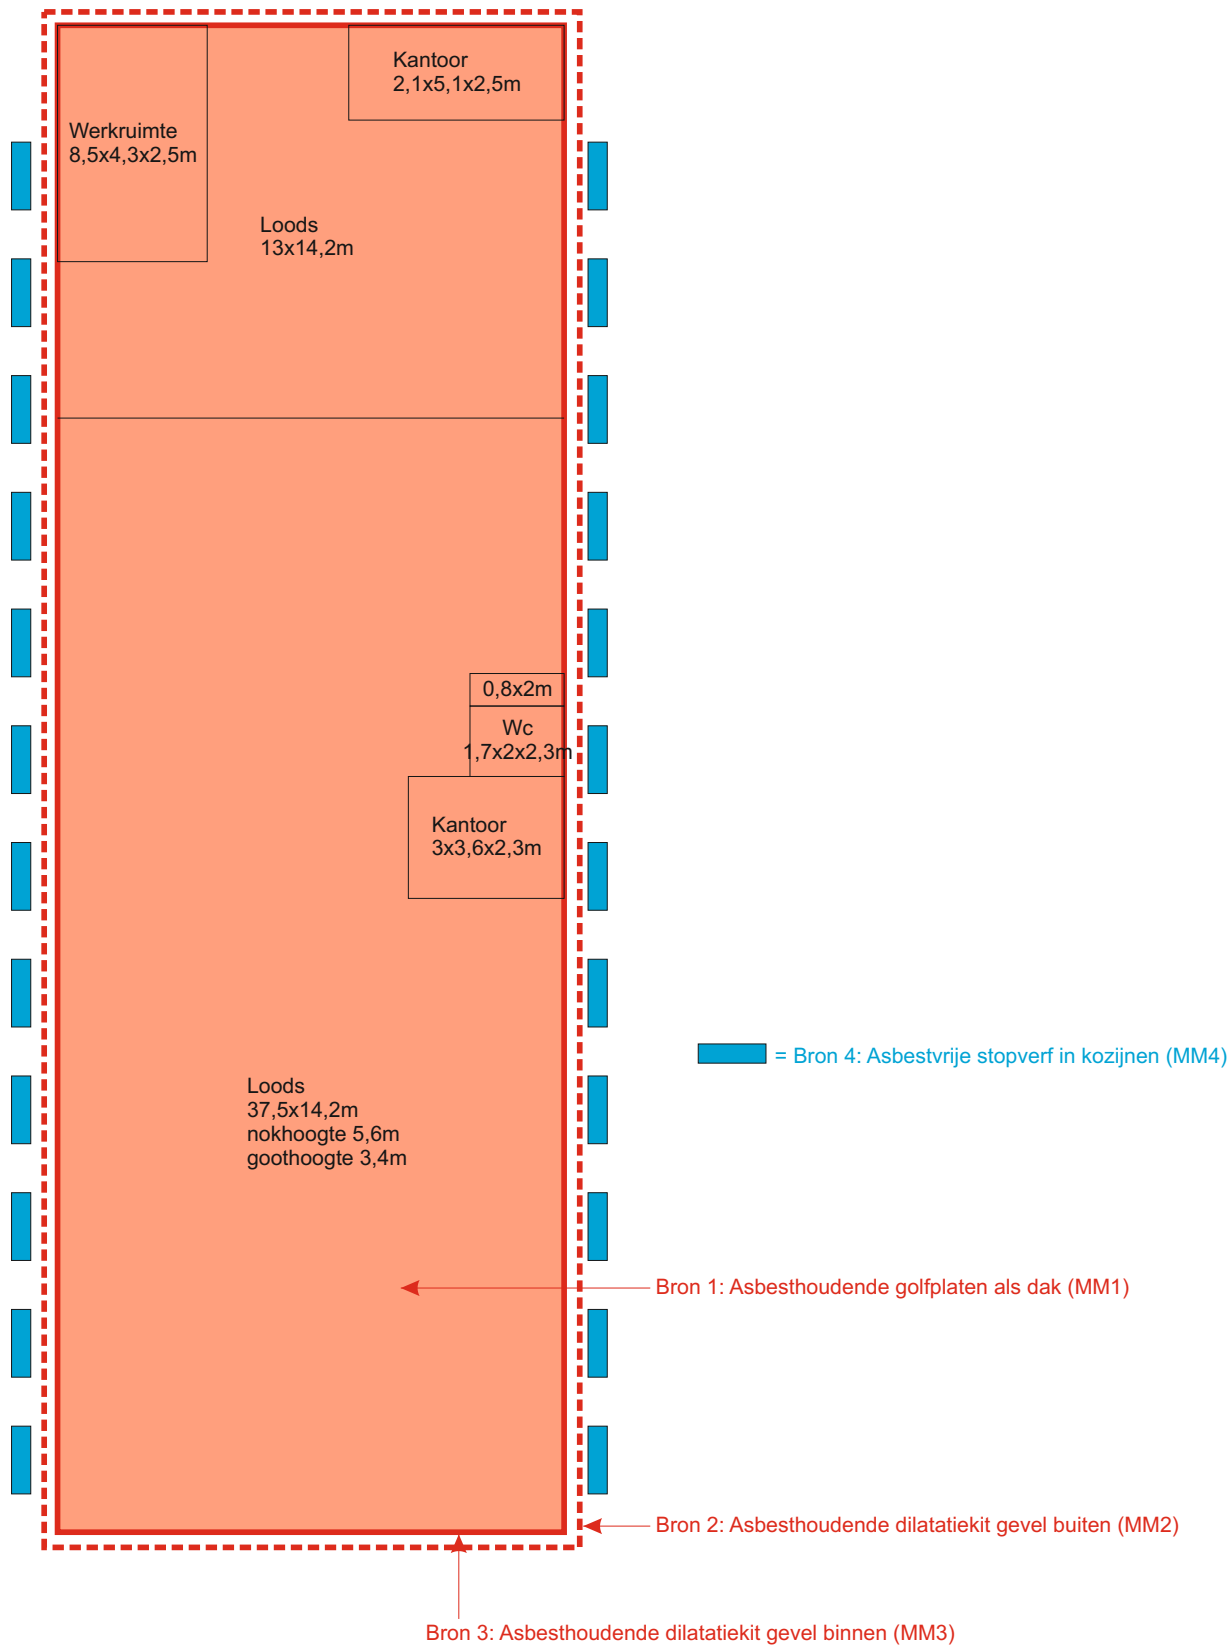 Kantoor
2,1x5,1x2,5m
Werkruimte
8,5x4,3x2,5m
Loods
13x14,2m
0,8x2m
Wc
1,7x2x2,3m
Kantoor
3x3,6x2,3m
= Bron 4: Asbestvrije stopverf in kozijnen (MM4)
Loods
37,5x14,2m
nokhoogte 5,6m
goothoogte 3,4m
Bron 1: Asbesthoudende golfplaten als dak (MM1)
Bron 2: Asbesthoudende dilatatiekit gevel buiten (MM2)
Bron 3: Asbesthoudende dilatatiekit gevel binnen (MM3)